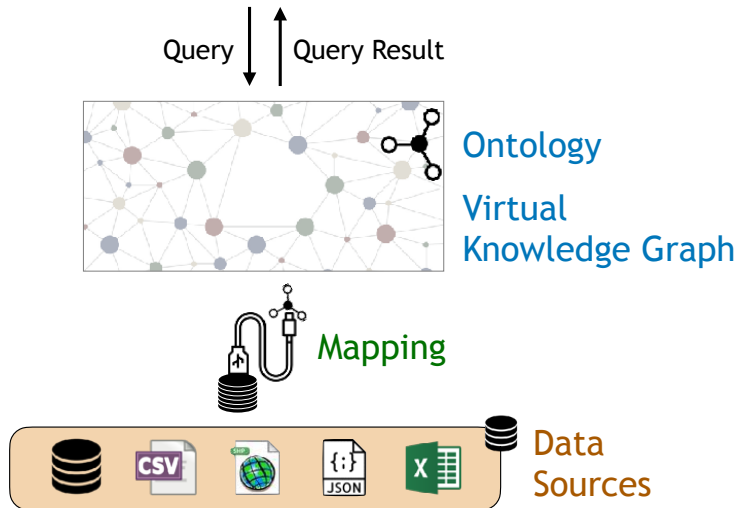 Query
Query Result
Ontology
Virtual
Knowledge Graph
Mapping
Data
Sources
CSV
SHP
{;}
JSON
X